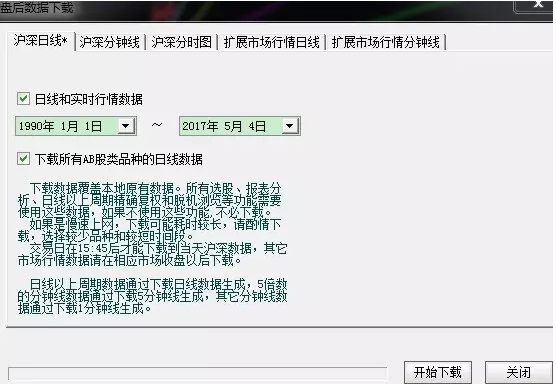 盘后数据下载
沪深日线* 沪深分钟线 沪深分时图 扩展市场行情日线 扩展市场行情分钟线
日线和实时行情数据
1990年 1月 1日 ~ 2017年 5月 4日
下载所有AB股类品种的日线数据
下载数据覆盖本地原有数据。所有选股、报表分
析、日线以上周期精确复权和脱机浏览等功能需要
使用这些数据，如果不使用这些功能,不必下载。
如果是慢速上网，下载可能耗时较长，请酌情下
载，选择较少品种和较短时间段。
交易日在15:45后才能下载到当天沪深数据，其它
市场行情数据请在相应市场收盘以后下载。
日线以上周期数据通过下载日线数据生成，5倍数
的分钟线数据通过下载5分钟线生成，其它分钟线数
据通过下载1分钟线生成。
开始下载 关闭